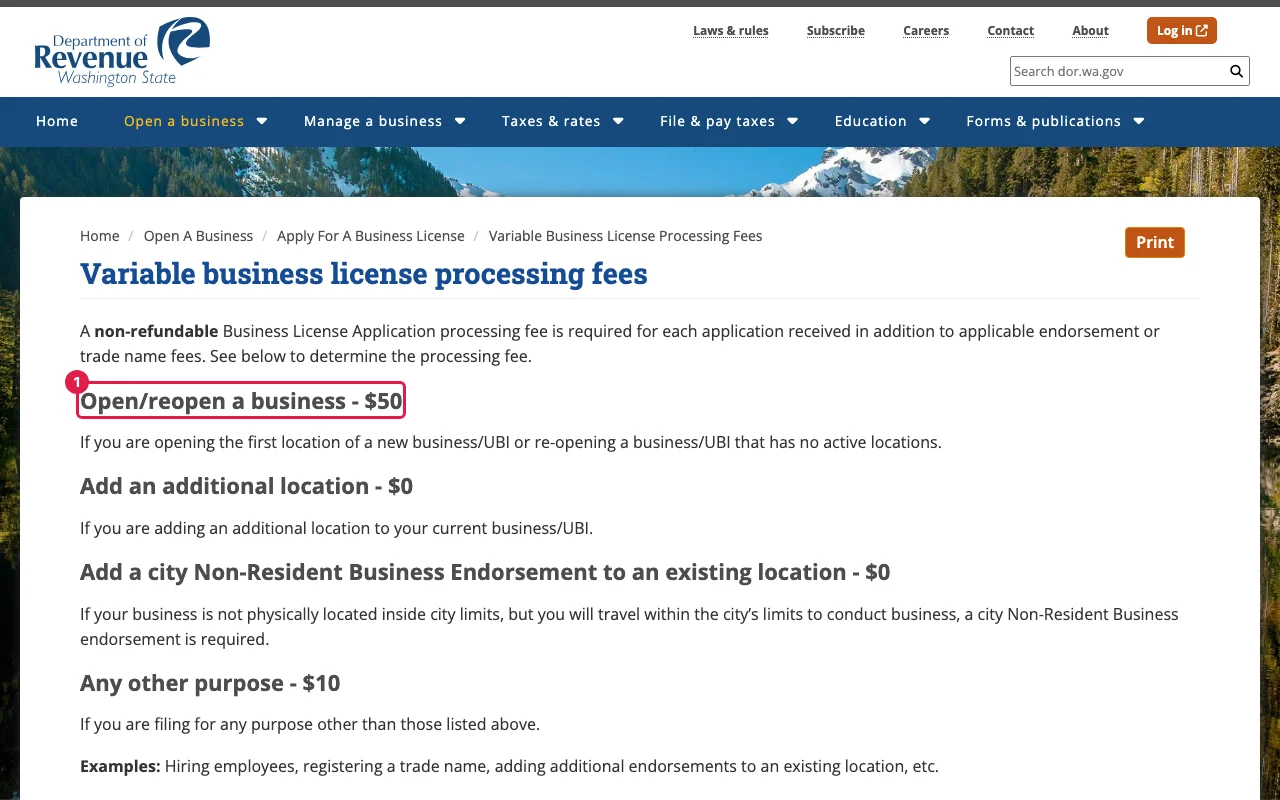 Department of
Revenue
Washington State
Laws & rules
Subscribe
Careers
Contact
About
Log in
Search dor.wa.gov
Home
Open a business
Manage a business
Taxes & rates
File & pay taxes
Education
Forms & publications
Home / Open A Business / Apply For A Business License / Variable Business License Processing Fees
Print
Variable business license processing fees
A non-refundable Business License Application processing fee is required for each application received in addition to applicable endorsement or
trade name fees. See below to determine the processing fee.
1
Open/reopen a business - $50
If you are opening the first location of a new business/UBI or re-opening a business/UBI that has no active locations.
Add an additional location - $0
If you are adding an additional location to your current business/UBI.
Add a city Non-Resident Business Endorsement to an existing location - $0
If your business is not physically located inside city limits, but you will travel within the city’s limits to conduct business, a city Non-Resident Business
endorsement is required.
Any other purpose - $10
If you are filing for any purpose other than those listed above.
Examples: Hiring employees, registering a trade name, adding additional endorsements to an existing location, etc.